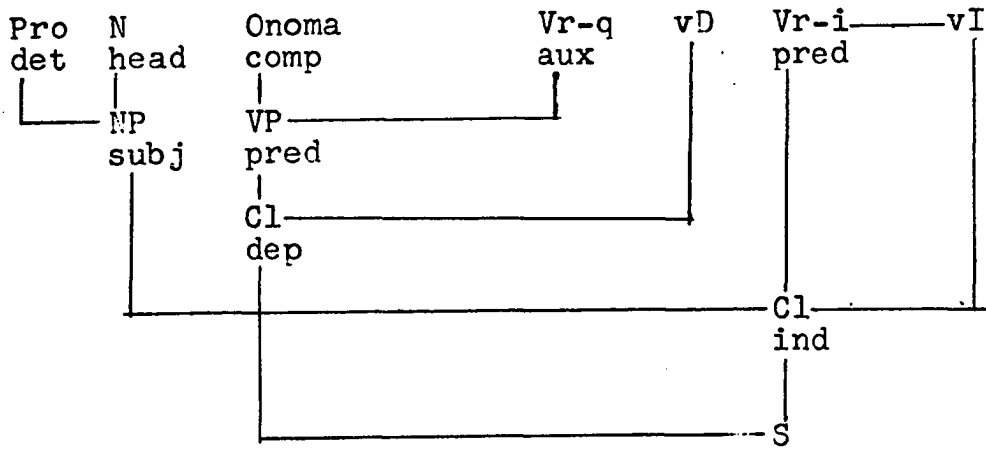 Pro N Onoma Vr-q vD Vr-i vI
det head comp aux pred
NP VP
subj pred
Cl
dep
Cl
ind
S